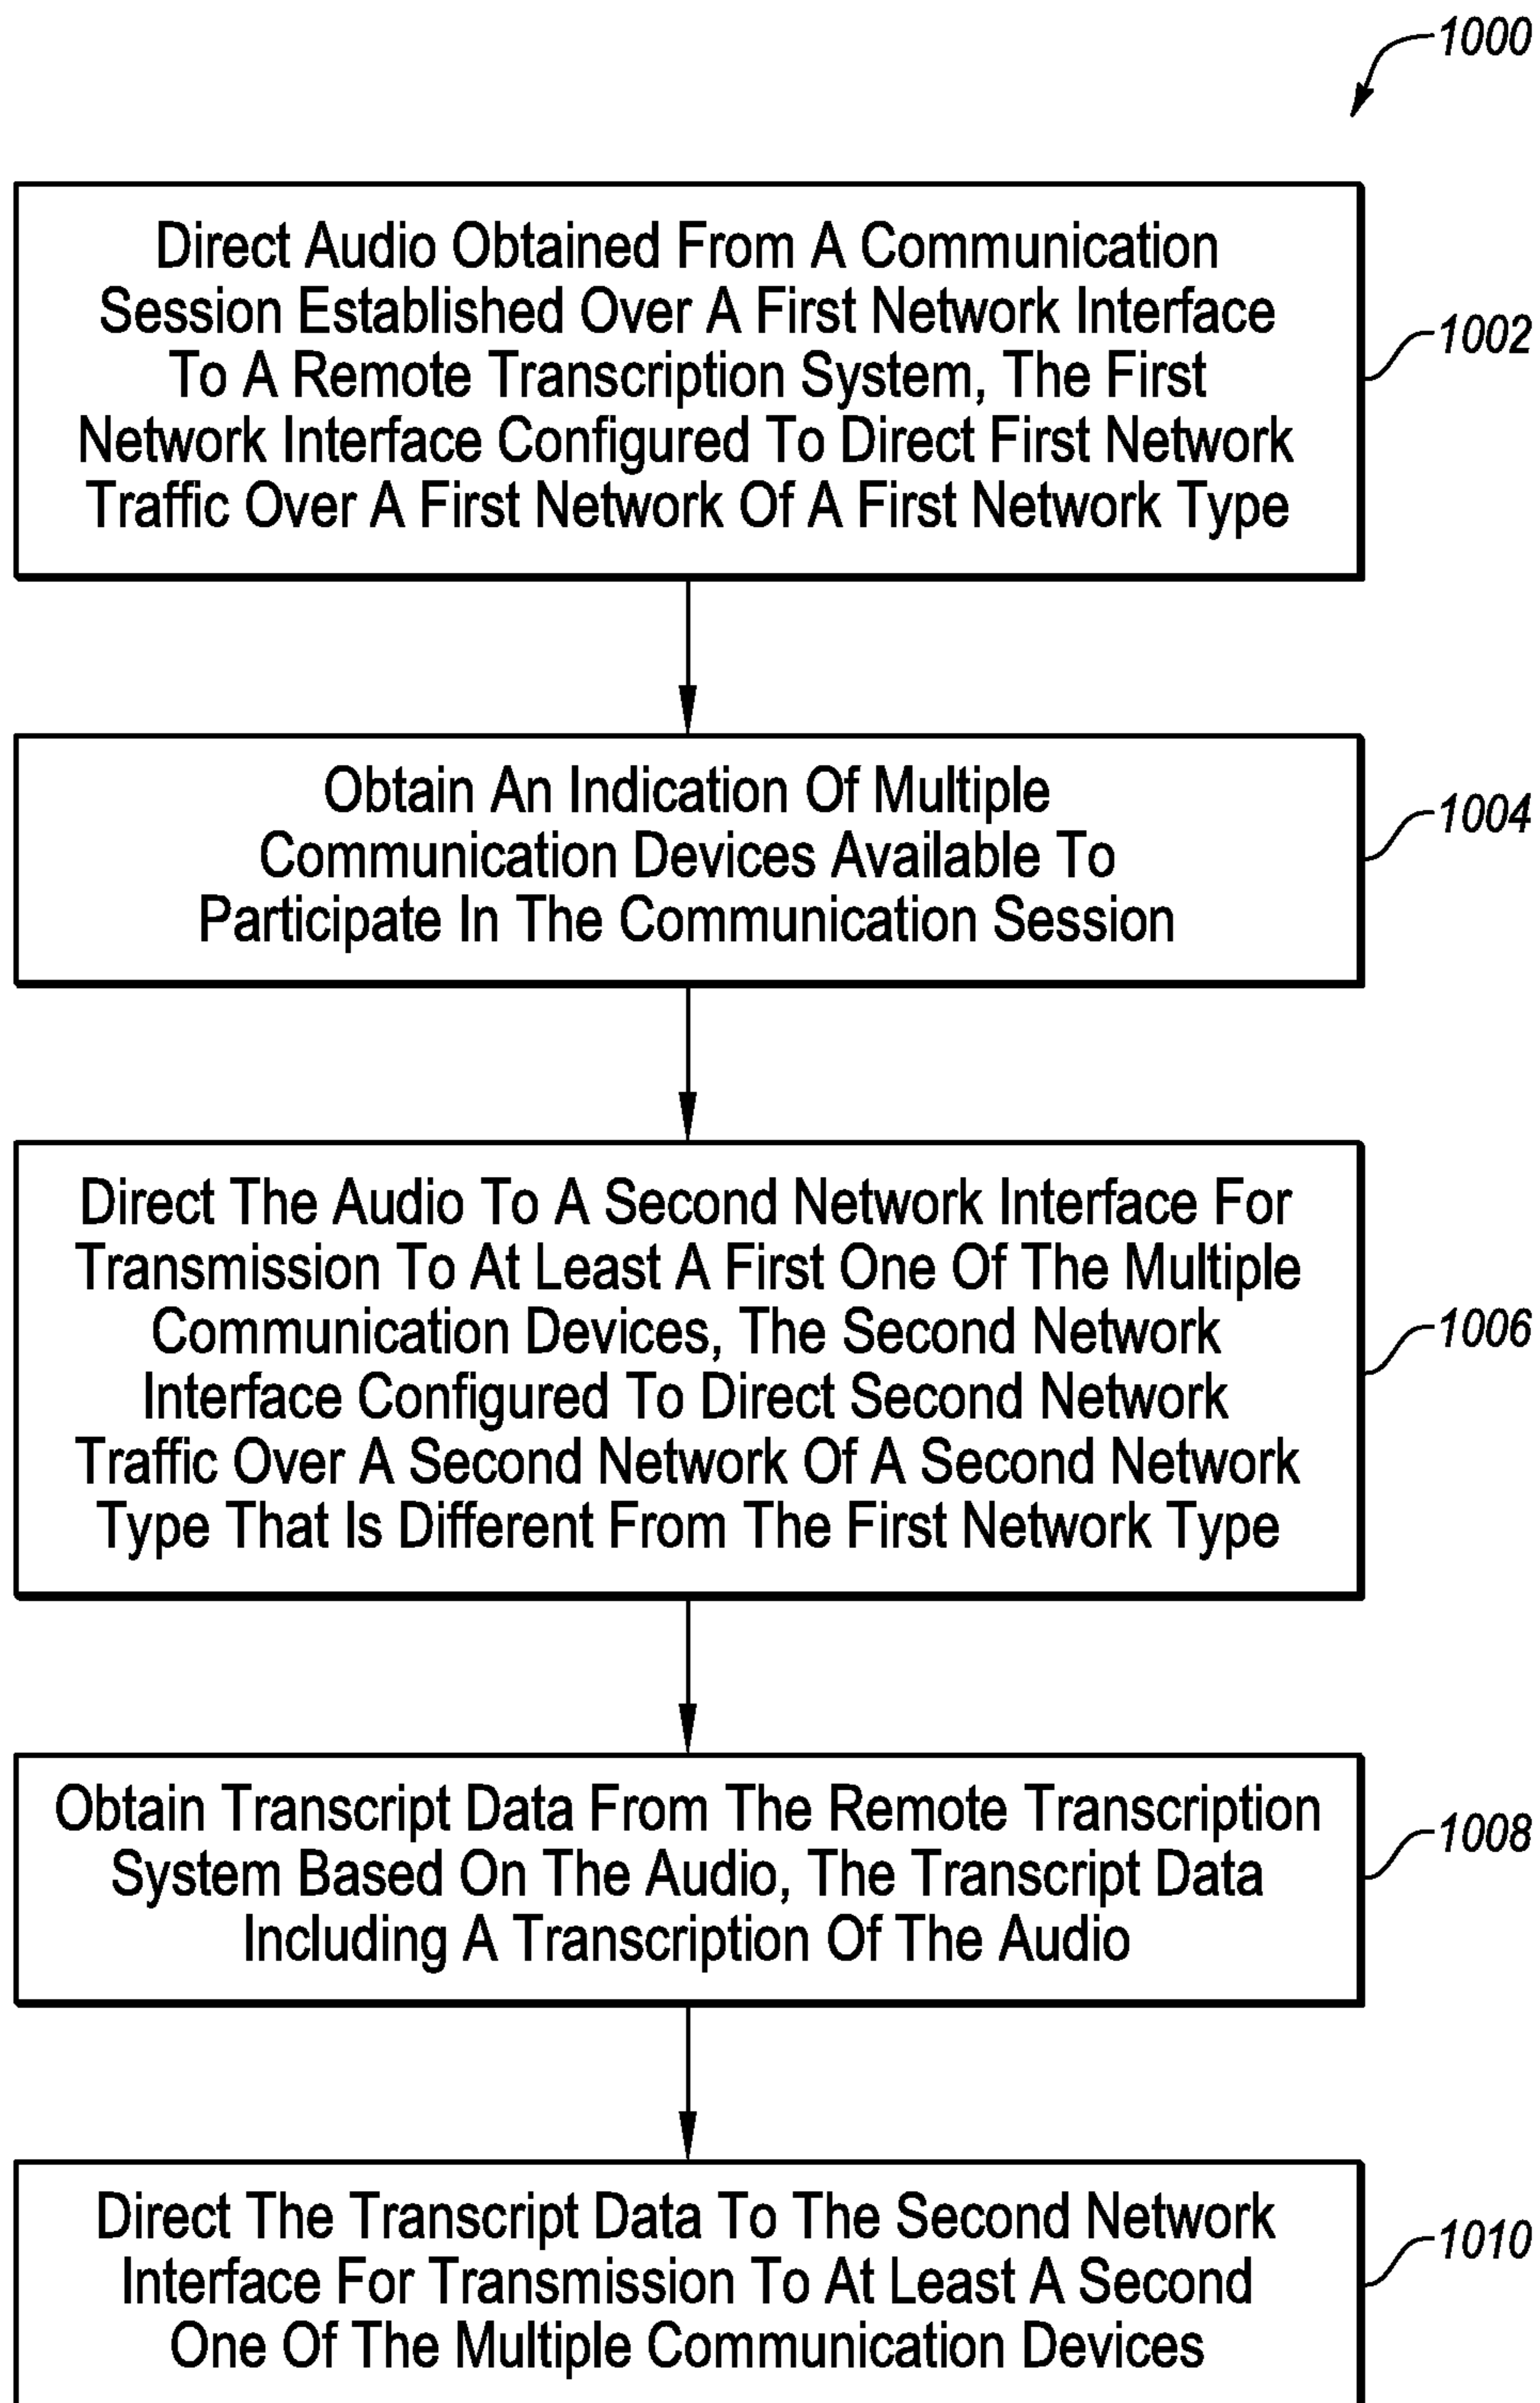 1000
Direct Audio Obtained From A Communication
Session Established Over A First Network Interface
To A Remote Transcription System, The First
Network Interface Configured To Direct First Network
Traffic Over A First Network Of A First Network Type
1002
Obtain An Indication Of Multiple
Communication Devices Available To
Participate In The Communication Session
1004
Direct The Audio To A Second Network Interface For
Transmission To At Least A First One Of The Multiple
Communication Devices, The Second Network
Interface Configured To Direct Second Network
Traffic Over A Second Network Of A Second Network
Type That Is Different From The First Network Type
1006
Obtain Transcript Data From The Remote Transcription
System Based On The Audio, The Transcript Data
Including A Transcription Of The Audio
1008
Direct The Transcript Data To The Second Network
Interface For Transmission To At Least A Second
One Of The Multiple Communication Devices
1010